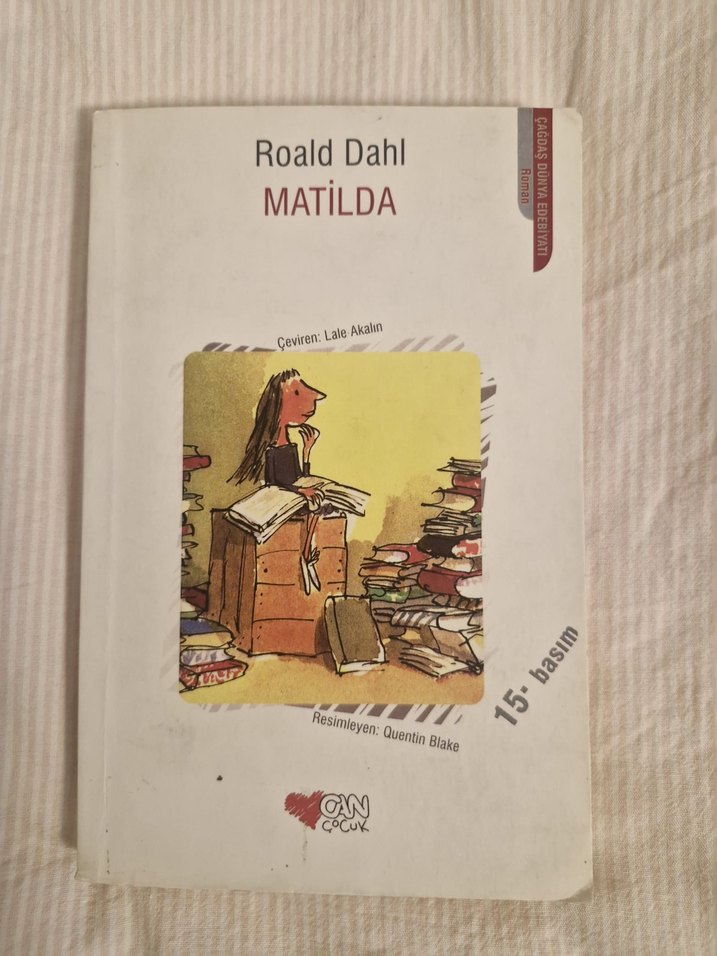 Roald Dahl
MATİLDA
ÇAĞDAŞ DÜNYA EDEBİYATI
Roman
Çeviren: Lale Akalın
Resimleyen: Quentin Blake
15. basım
CAN
ÇOCUK